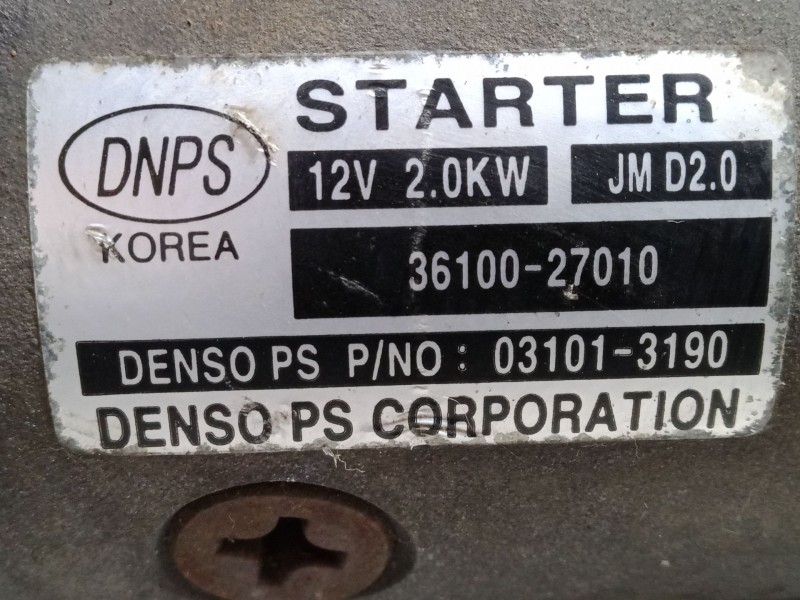 STARTER
DNPS
KOREA
12V 2.0KW
JM D2.0
36100-27010
DENSO PS P/NO : 03101-3190
DENSO PS CORPORATION